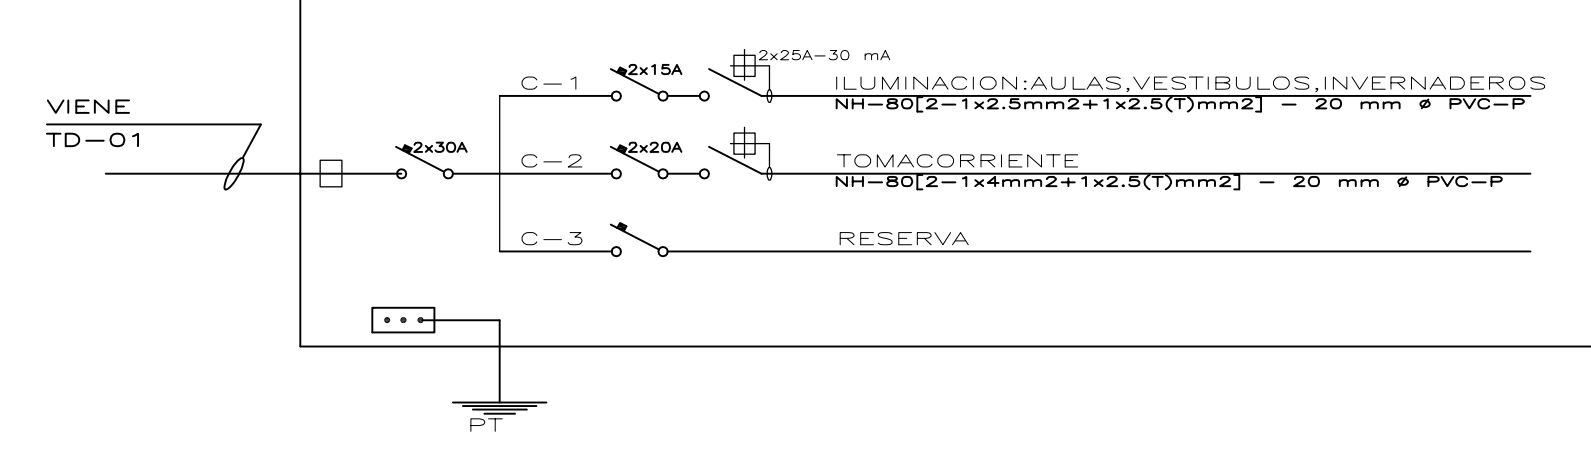 2x25A-30 mA
C-1
2x15A
ILUMINACION:AULAS,VESTIBULOS,INVERNADEROS
NH-80[2-1x2.5mm2+1x2.5(T)mm2] - 20 mm ø PVC-P
VIENE
TD-01
2x30A
C-2
2x20A
TOMACORRIENTE
NH-80[2-1x4mm2+1x2.5(T)mm2] - 20 mm ø PVC-P
C-3
RESERVA
PT